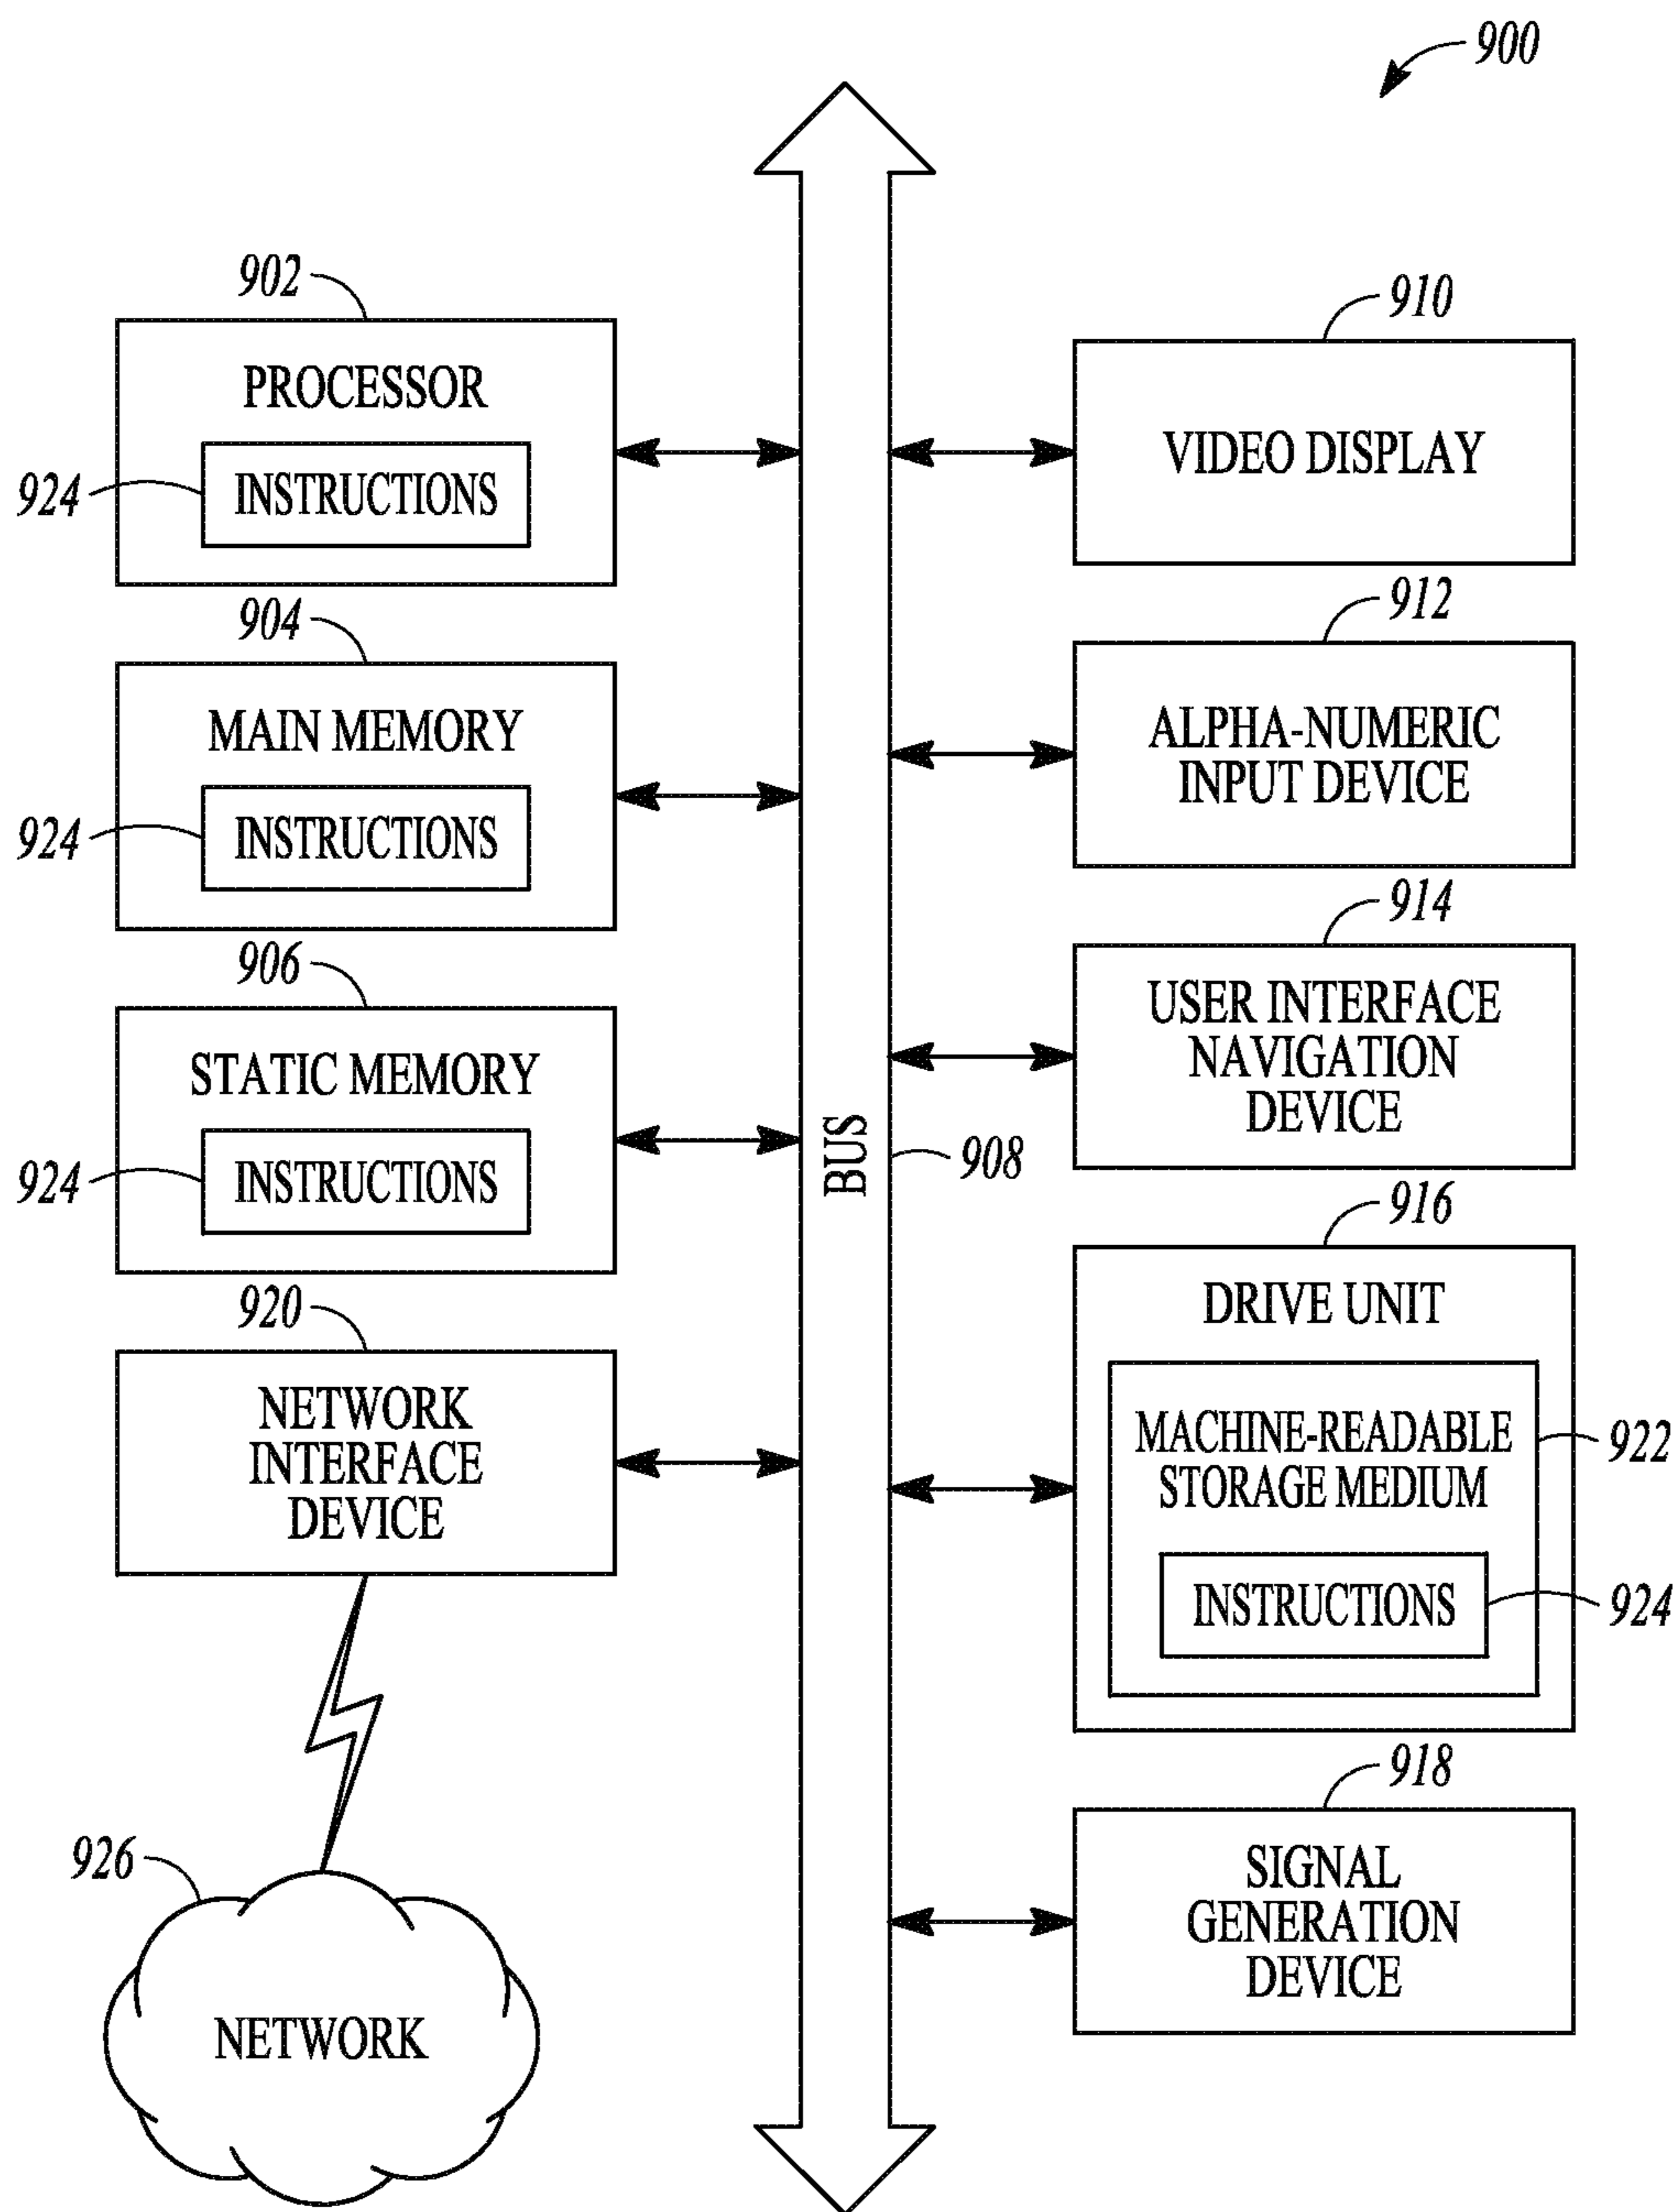 900
902
PROCESSOR
924
INSTRUCTIONS
904
MAIN MEMORY
924
INSTRUCTIONS
906
STATIC MEMORY
924
INSTRUCTIONS
920
NETWORK
INTERFACE
DEVICE
926
NETWORK
BUS
908
910
VIDEO DISPLAY
912
ALPHA-NUMERIC
INPUT DEVICE
914
USER INTERFACE
NAVIGATION
DEVICE
916
DRIVE UNIT
MACHINE-READABLE
STORAGE MEDIUM
922
INSTRUCTIONS
924
918
SIGNAL
GENERATION
DEVICE